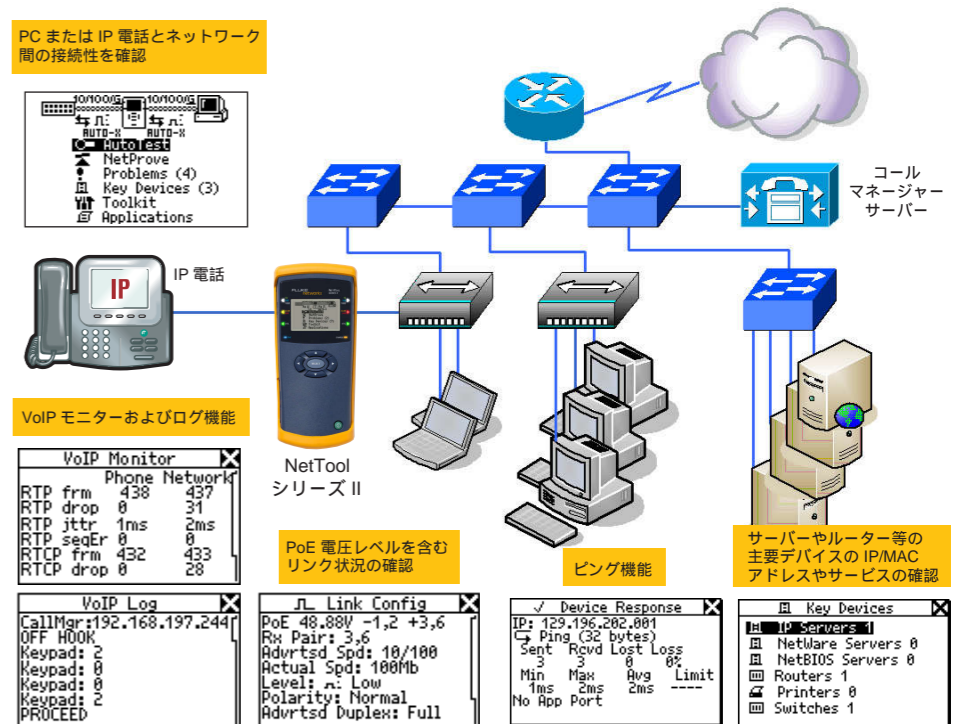 PC または IP 電話とネットワーク
間の接続性を確認
10/100/G 10/100/G
AUTO-X AUTO-X
AutoTest
NetProve
Problems (4)
Key Devices (3)
Toolkit
Applications
コール
マネージャー
サーバー
IP 電話
IP
VoIP モニターおよびログ機能
NetTool
シリーズ II
VoIP Monitor
Phone Network
RTP frm 438 437
RTP drop 0 31
RTP jttr 1ms 2ms
RTP seqEr 0 0
RTCP frm 432 433
RTCP drop 0 28
PoE 電圧レベルを含む
リンク状況の確認
ピング機能
サーバーやルーター等の
主要デバイスの IP/MAC
アドレスやサービスの確認
VoIP Log
CallMgr:192.168.197.244
OFF HOOK
Keypad: 2
Keypad: 0
Keypad: 0
Keypad: 2
PROCEED
Link Config
PoE 48.88V -1,2 +3,6
Rx Pair: 3,6
Advrtsd Spd: 10/100
Actual Spd: 100Mb
Level: Low
Polarity: Normal
Advrtsd Duplex: Full
Device Response
IP: 129.196.202.001
Ping (32 bytes)
Sent Rcvd Lost Loss
3 3 0 0%
Min Max Avg Limit
1ms 2ms 2ms ----
No App Port
Key Devices
IP Servers 1
NetWare Servers 0
NetBIOS Servers 0
Routers 1
Printers 0
Switches 1